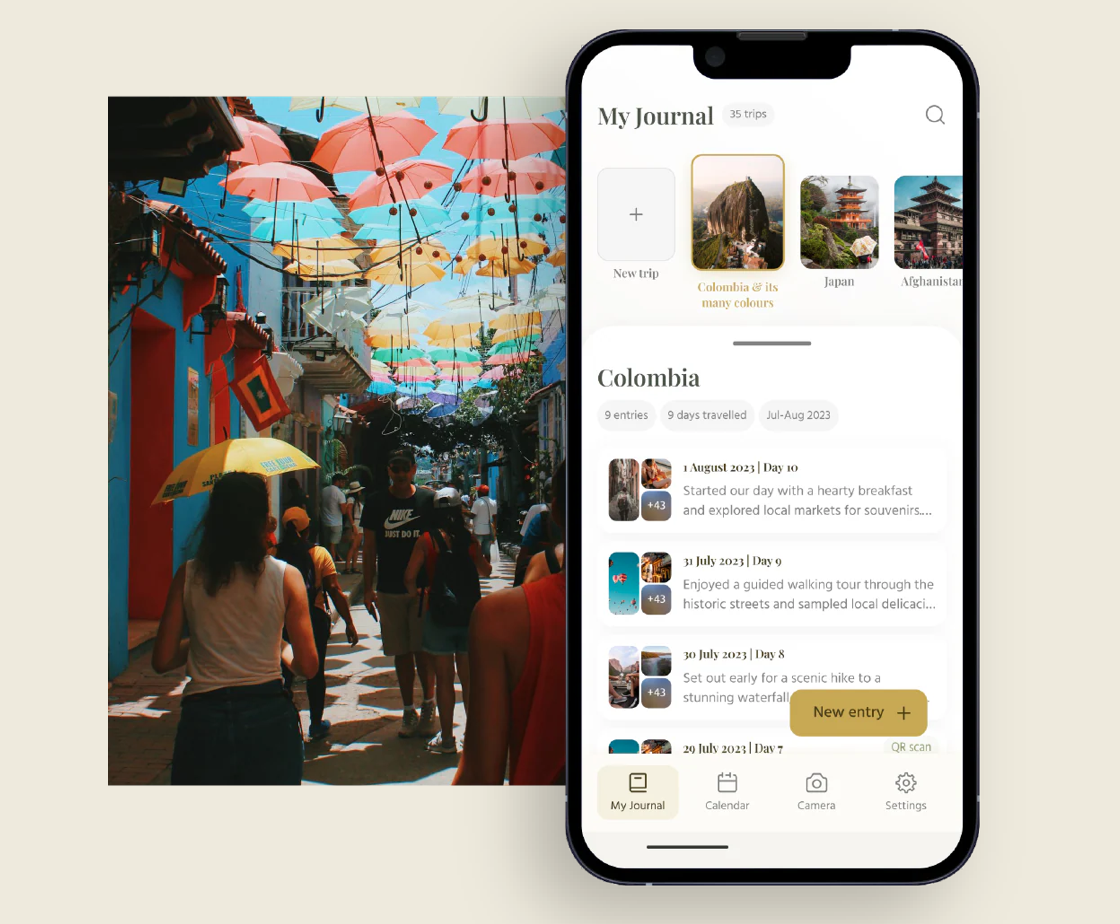 NIKE
JUST DO IT.
My Journal
35 trips
New trip
Colombia & its
many colours
Japan
Afghanistan
Colombia
9 entries
9 days travelled
Jul-Aug 2023
1 August 2023 | Day 10
+43
Started our day with a hearty breakfast
and explored local markets for souvenirs....
31 July 2023 | Day 9
+43
Enjoyed a guided walking tour through the
historic streets and sampled local delicaci...
30 July 2023 | Day 8
+43
Set out early for a scenic hike to a
stunning waterfall
New entry
29 July 2023 | Day 7
QR scan
My Journal
Calendar
Camera
Settings